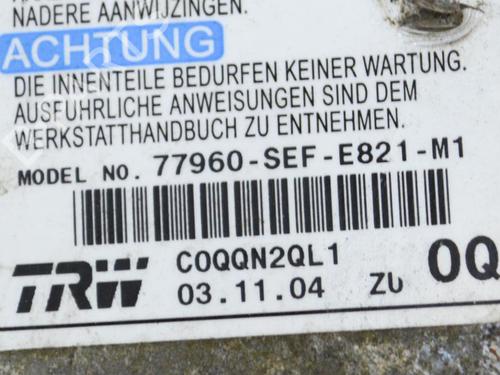 NADERE AANWIJZINGEN.
ACHTUNG
DIE INNENTEILE BEDURFEN KEINER WARTUNG.
AUSFUHRLICHE ANWEISUNGEN SIND DEM
WERKSTATTHANDBUCH ZU ENTNEHMEN.
MODEL NO. 77960-SEF-E821-M1
TRW C0QQN2QL1 0Q
03.11.04 ZU